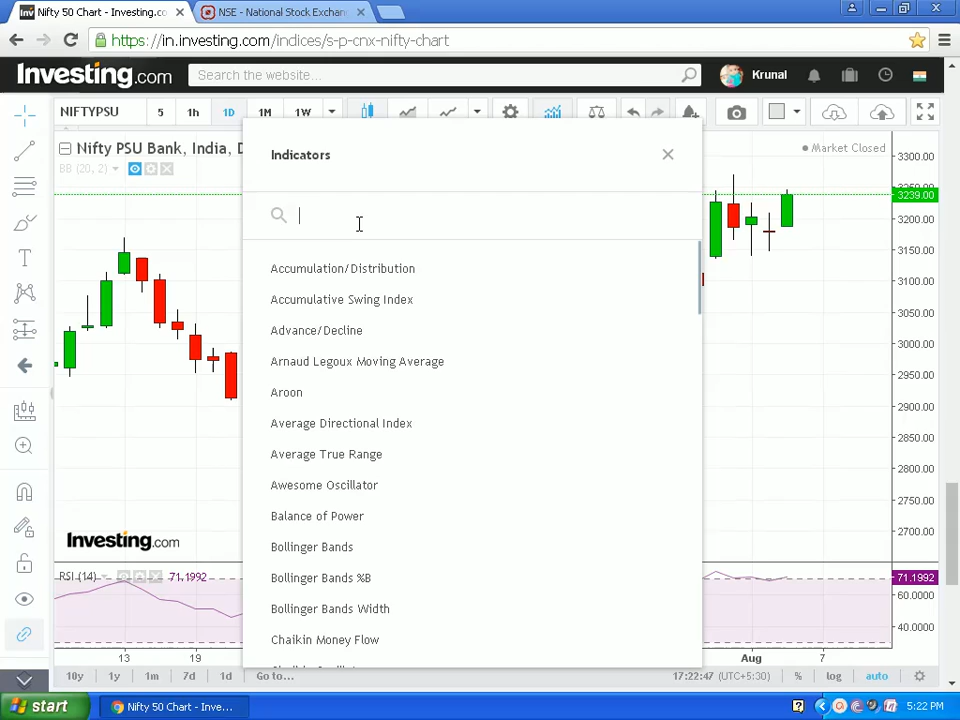 Nifty 50 Chart - Investing.co
NSE - National Stock Exchan
https://in.investing.com/indices/s-p-cnx-nifty-chart
Investing.com
Search the website...
Krunal
NIFTYPSU
5
1h
1D
1M
1W
Nifty PSU Bank, India, D
Market Closed
BB (20, 2)
Indicators
Accumulation/Distribution
Accumulative Swing Index
Advance/Decline
Arnaud Legoux Moving Average
Aroon
Average Directional Index
Average True Range
Awesome Oscillator
Balance of Power
Bollinger Bands
Bollinger Bands %B
Bollinger Bands Width
Chaikin Money Flow
3300.00
3239.00
3200.00
3150.00
3100.00
3050.00
3000.00
2950.00
2900.00
2850.00
2800.00
2750.00
2700.00
Investing.com
RSI (14)
71.1992
71.1992
60.0000
40.0000
13
19
Aug
7
10y
1y
1m
7d
1d
Go to...
17:22:47 (UTC+5:30)
%
log
auto
start
Nifty 50 Chart - Inve...
5:22 PM